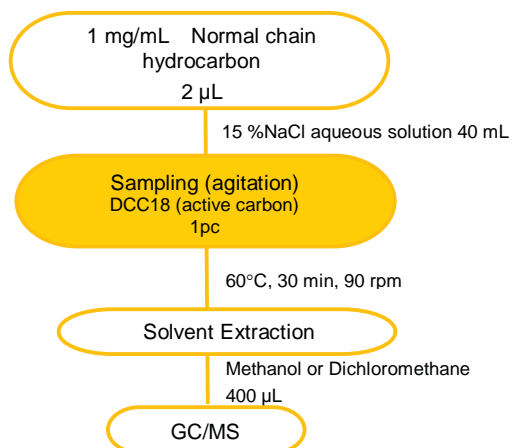 1 mg/mL Normal chain
hydrocarbon
2 µL
15 %NaCl aqueous solution 40 mL
Sampling (agitation)
DCC18 (active carbon)
1pc
60°C, 30 min, 90 rpm
Solvent Extraction
Methanol or Dichloromethane
400 µL
GC/MS